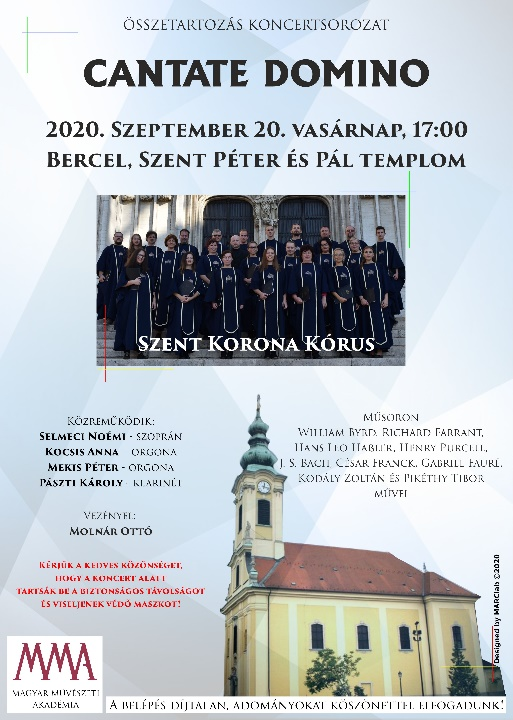 Összetartozás Koncertsorozat
Cantate Domino
2020. Szeptember 20. vasárnap, 17:00
Bercel, Szent Péter és Pál templom
Szent Korona Kórus
Közreműködik:
Selmeci Noémi - szoprán
Kocsis Anna - orgona
Mekis Péter - orgona
Pászti Károly - klarinét
Vezényel:
Molnár Ottó
Műsoron
William Byrd, Richard Farrant,
Hans Leo Haßler, Henry Purcell,
J. S. Bach, César Franck, Gabriel Fauré,
Kodály Zoltán és Pikéthy Tibor
művei
Kérjük a kedves közönséget,
hogy a koncert alatt
tartsák be a biztonságos távolságot
és viseljenek védő maszkot!
Designed by MARClab ©2020
MMA
Magyar Művészeti
Akadémia
A belépés díjtalan, adományokat köszönettel elfogadunk!